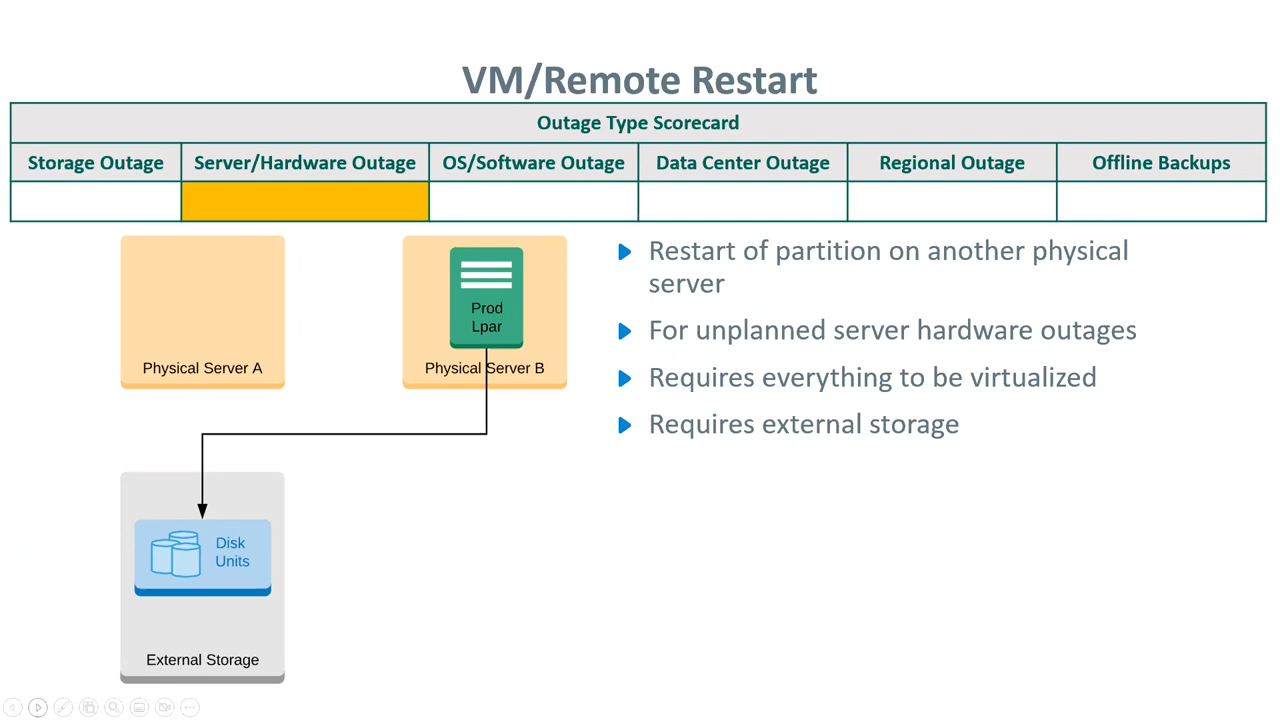 VM/Remote Restart
Outage Type Scorecard
Storage Outage
Server/Hardware Outage
OS/Software Outage
Data Center Outage
Regional Outage
Offline Backups
Prod
Lpar
Physical Server A
Physical Server B
Disk
Units
External Storage
Restart of partition on another physical
server
For unplanned server hardware outages
Requires everything to be virtualized
Requires external storage